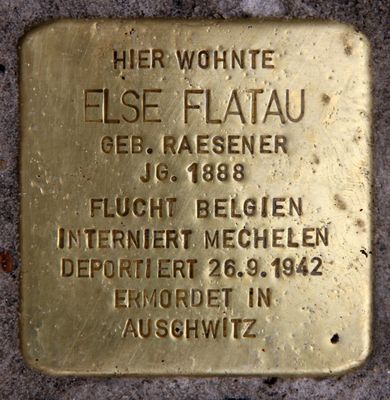 HIER WOHNTE
ELSE FLATAU
GEB. RAESENER
JG. 1888
FLUCHT BELGIEN
INTERNIERT MECHELEN
DEPORTIERT 26.9.1942
ERMORDET IN
AUSCHWITZ